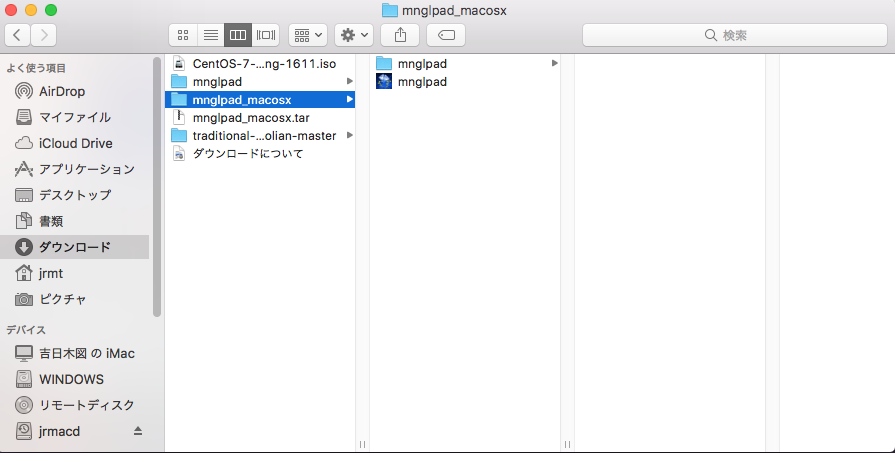 mnglpad_macosx
検索
よく使う項目
AirDrop
マイファイル
iCloud Drive
アプリケーション
デスクトップ
書類
ダウンロード
jrmt
ピクチャ
デバイス
吉日木図 の iMac
WINDOWS
リモートディスク
jrmacd
CentOS-7-...ng-1611.iso
mnglpad
mnglpad_macosx
mnglpad_macosx.tar
traditional-...olian-master
ダウンロードについて
mnglpad
mnglpad